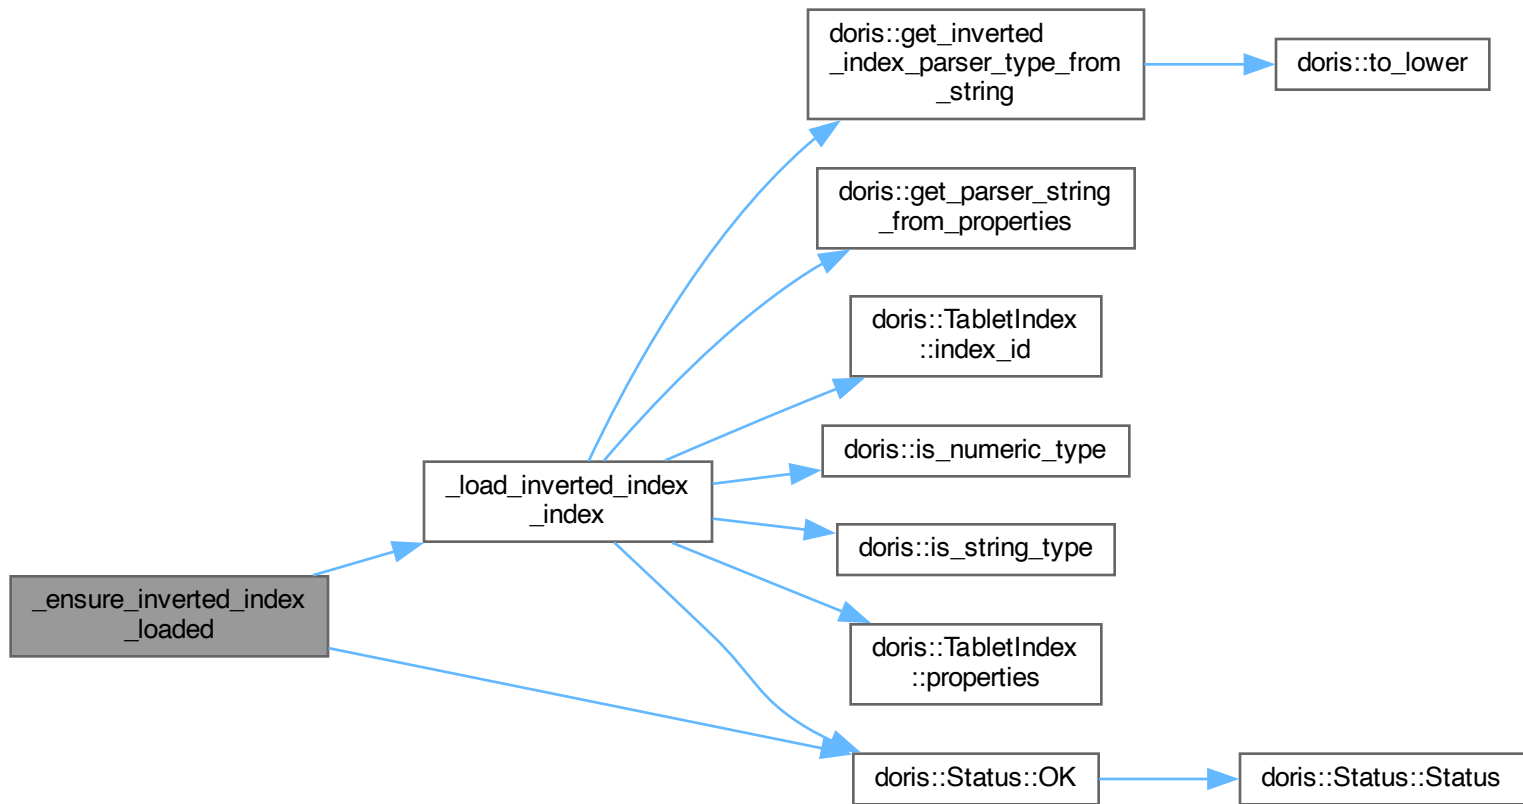 doris::get_inverted
_index_parser_type_from
_string
doris::to_lower
doris::get_parser_string
_from_properties
doris::TabletIndex
::index_id
doris::is_numeric_type
_load_inverted_index
_index
doris::is_string_type
_ensure_inverted_index
_loaded
doris::TabletIndex
::properties
doris::Status::OK
doris::Status::Status